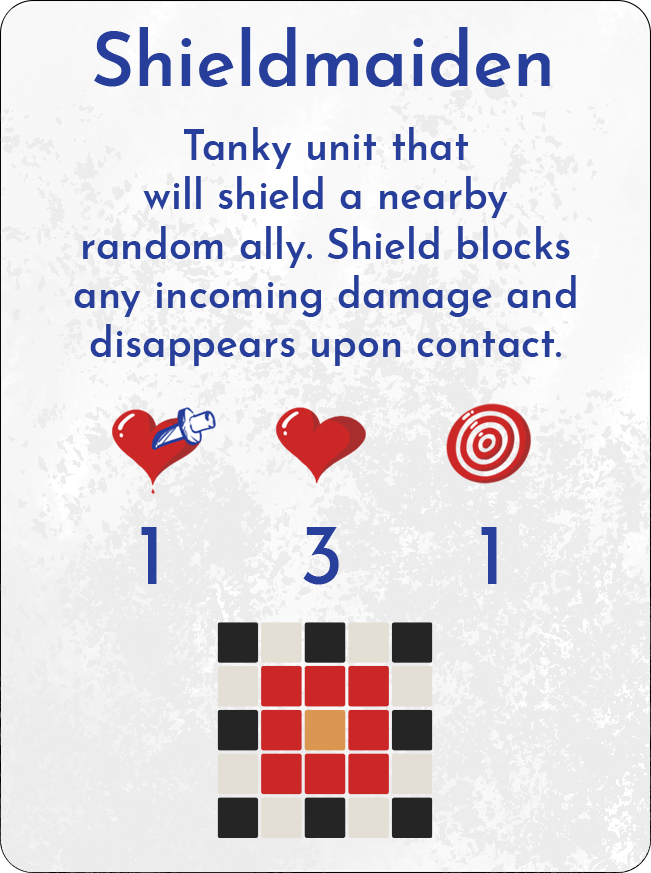 Shieldmaiden
Tanky unit that
will shield a nearby
random ally. Shield blocks
any incoming damage and
disappears upon contact.
1 3 1